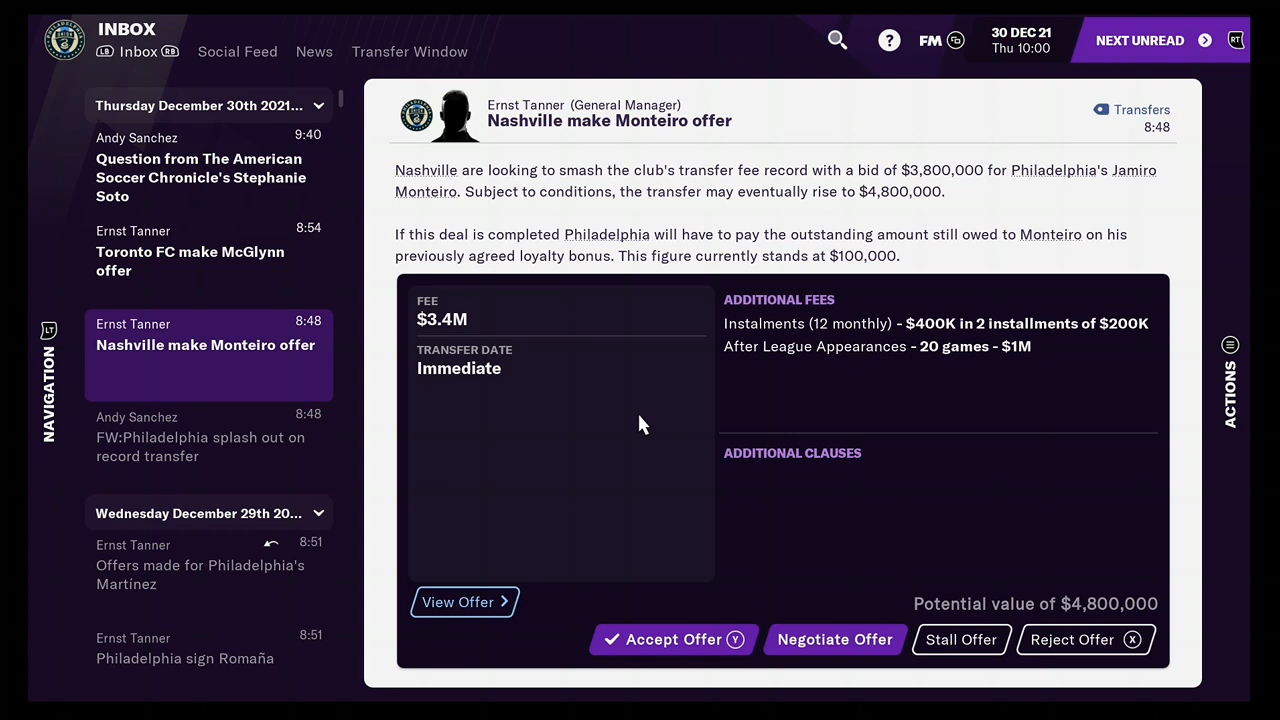 INBOX
LB Inbox RB Social Feed News Transfer Window
? FM 30 DEC 21
Thu 10:00
NEXT UNREAD RT
Thursday December 30th 2021...
Andy Sanchez 9:40
Question from The American
Soccer Chronicle's Stephanie
Soto
Ernst Tanner 8:54
Toronto FC make McGlynn
offer
Ernst Tanner 8:48
Nashville make Monteiro offer
Andy Sanchez 8:48
FW:Philadelphia splash out on
record transfer
Wednesday December 29th 20...
Ernst Tanner 8:51
Offers made for Philadelphia's
Martínez
Ernst Tanner 8:51
Philadelphia sign Romaña
LT
NAVIGATION
Ernst Tanner (General Manager)
Nashville make Monteiro offer
Transfers
8:48
Nashville are looking to smash the club's transfer fee record with a bid of $3,800,000 for Philadelphia's Jamiro
Monteiro. Subject to conditions, the transfer may eventually rise to $4,800,000.
If this deal is completed Philadelphia will have to pay the outstanding amount still owed to Monteiro on his
previously agreed loyalty bonus. This figure currently stands at $100,000.
FEE
$3.4M
TRANSFER DATE
Immediate
ADDITIONAL FEES
Instalments (12 monthly) - $400K in 2 installments of $200K
After League Appearances - 20 games - $1M
ADDITIONAL CLAUSES
View Offer
Potential value of $4,800,000
Accept Offer Y Negotiate Offer Stall Offer Reject Offer X
ACTIONS